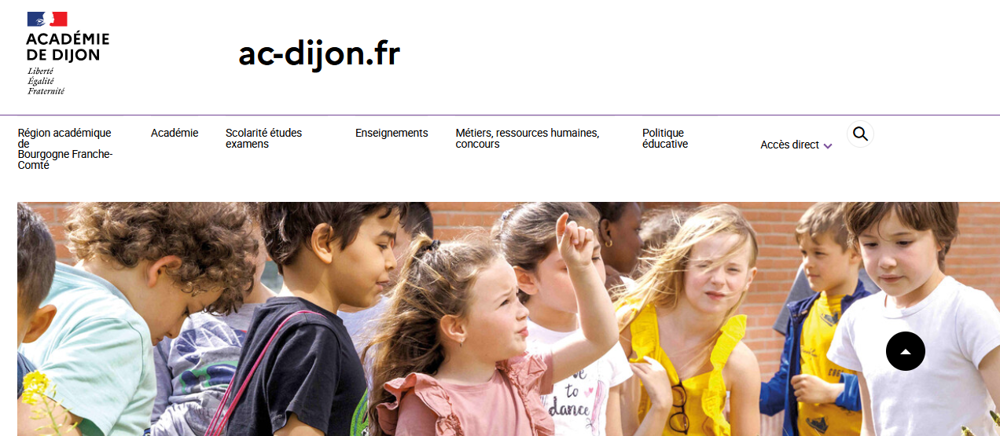 ACADÉMIE
DE DIJON
Liberté
Égalité
Fraternité
ac-dijon.fr
Région académique
de
Bourgogne Franche-
Comté
Académie
Scolarité études
examens
Enseignements
Métiers, ressources humaines,
concours
Politique
éducative
Accès direct
to
dance